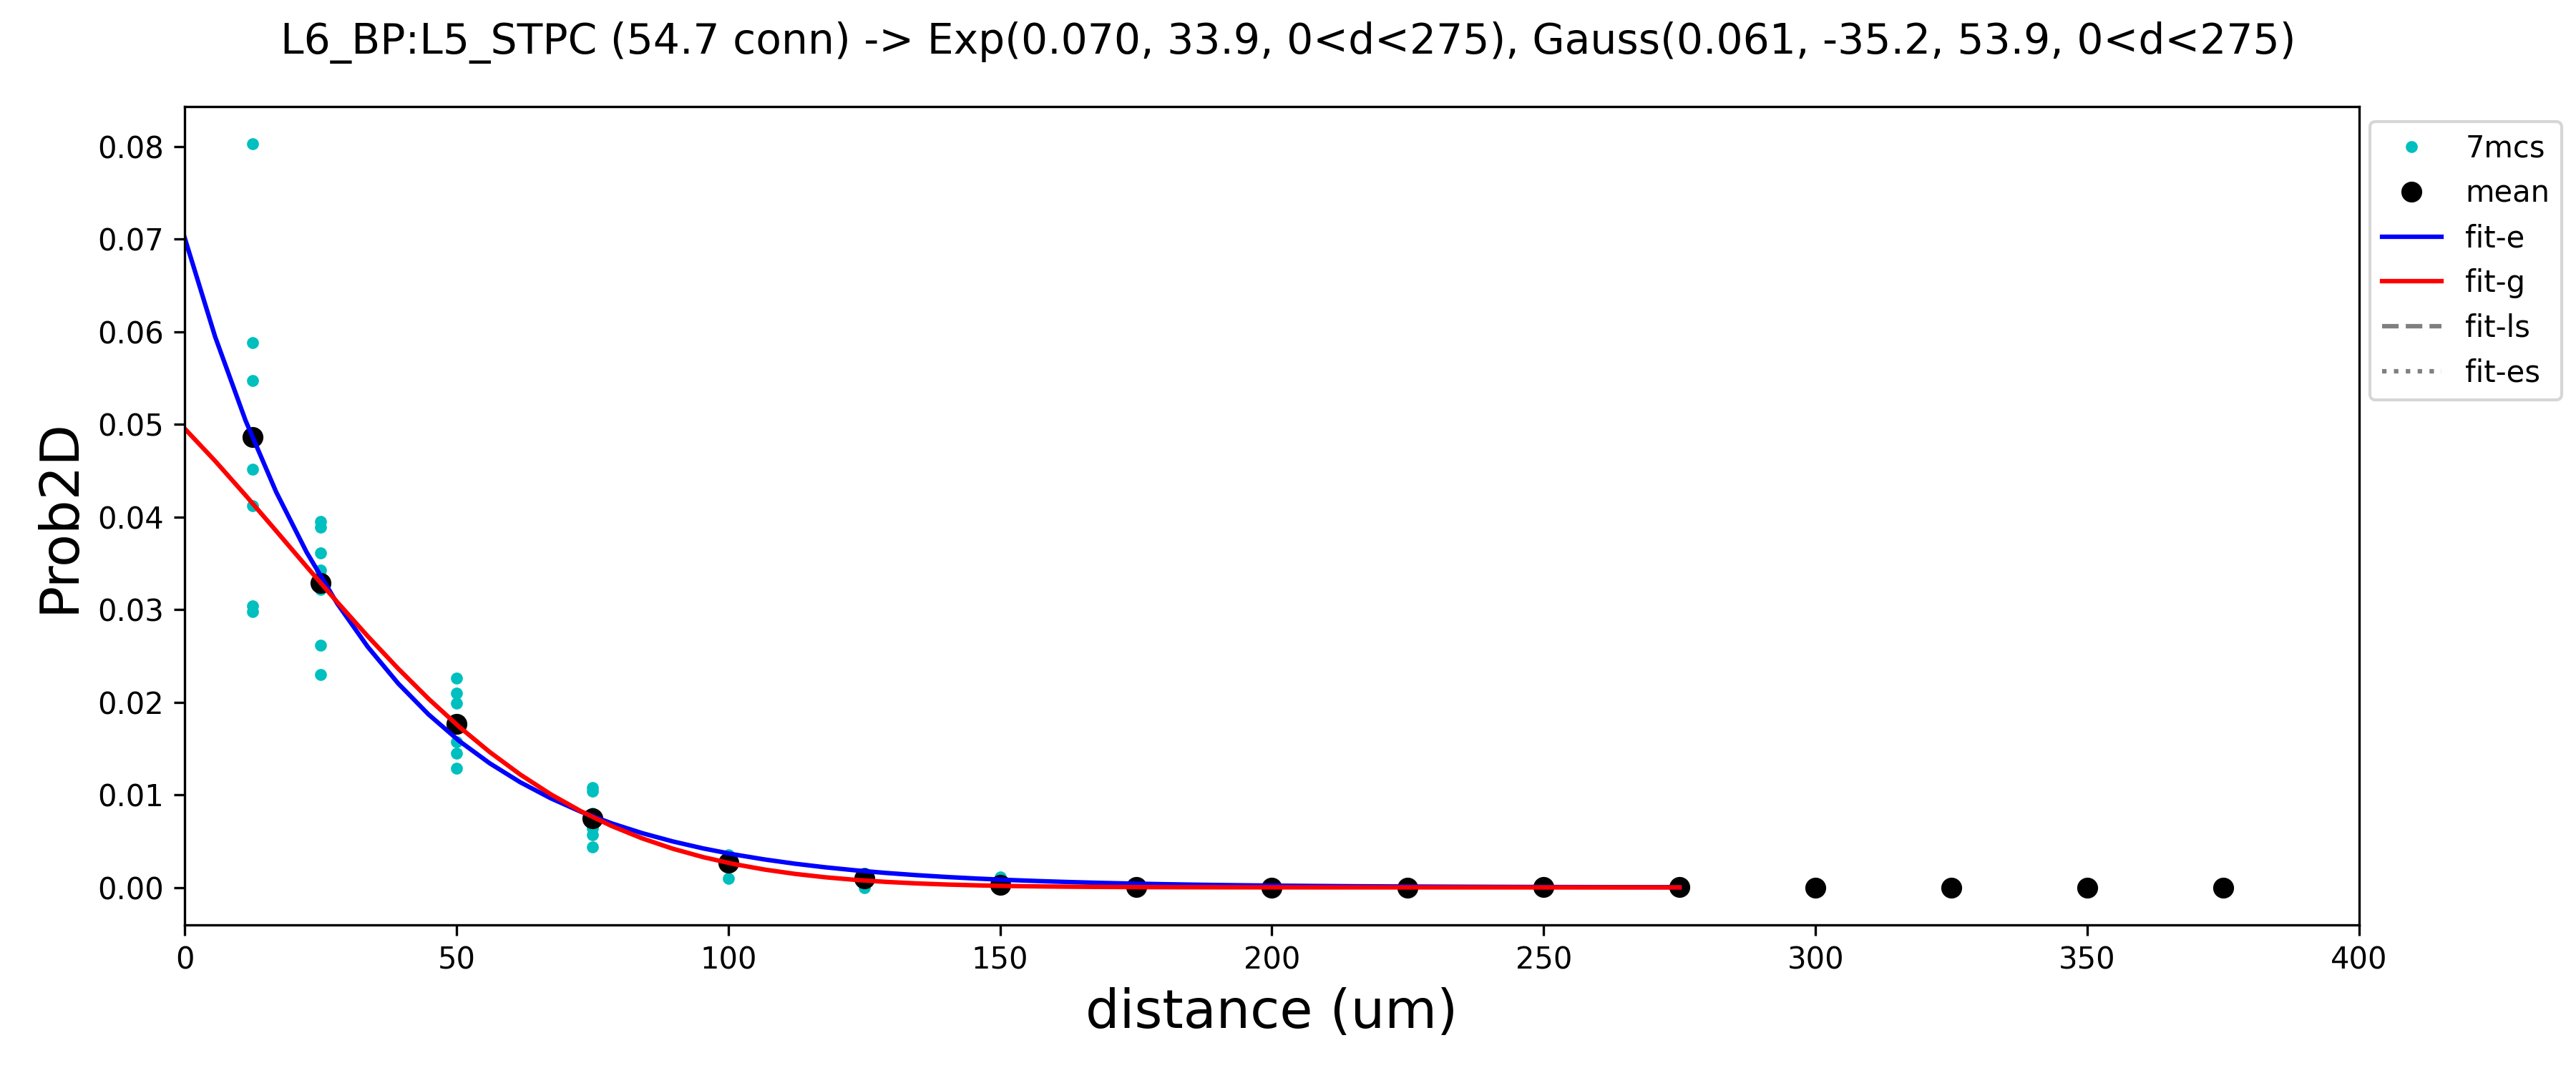 L6_BP:L5_STPC (54.7 conn) -> Exp(0.070, 33.9, 0<d<275), Gauss(0.061, -35.2, 53.9, 0<d<275)
Prob2D
0.08
0.07
0.06
0.05
0.04
0.03
0.02
0.01
0.00
0 50 100 150 200 250 300 350 400
distance (um)
7mcs
mean
fit-e
fit-g
fit-ls
fit-es